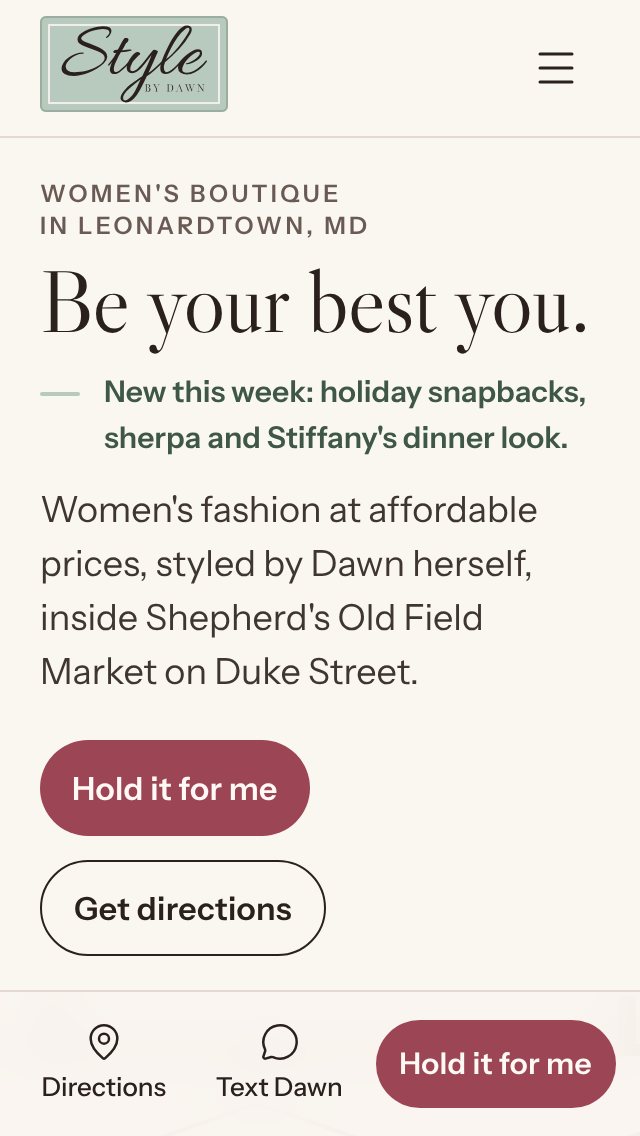 Style
BY DAWN
WOMEN'S BOUTIQUE
IN LEONARDTOWN, MD
Be your best you.
New this week: holiday snapbacks,
sherpa and Stiffany's dinner look.
Women's fashion at affordable
prices, styled by Dawn herself,
inside Shepherd's Old Field
Market on Duke Street.
Hold it for me
Get directions
Directions
Text Dawn
Hold it for me